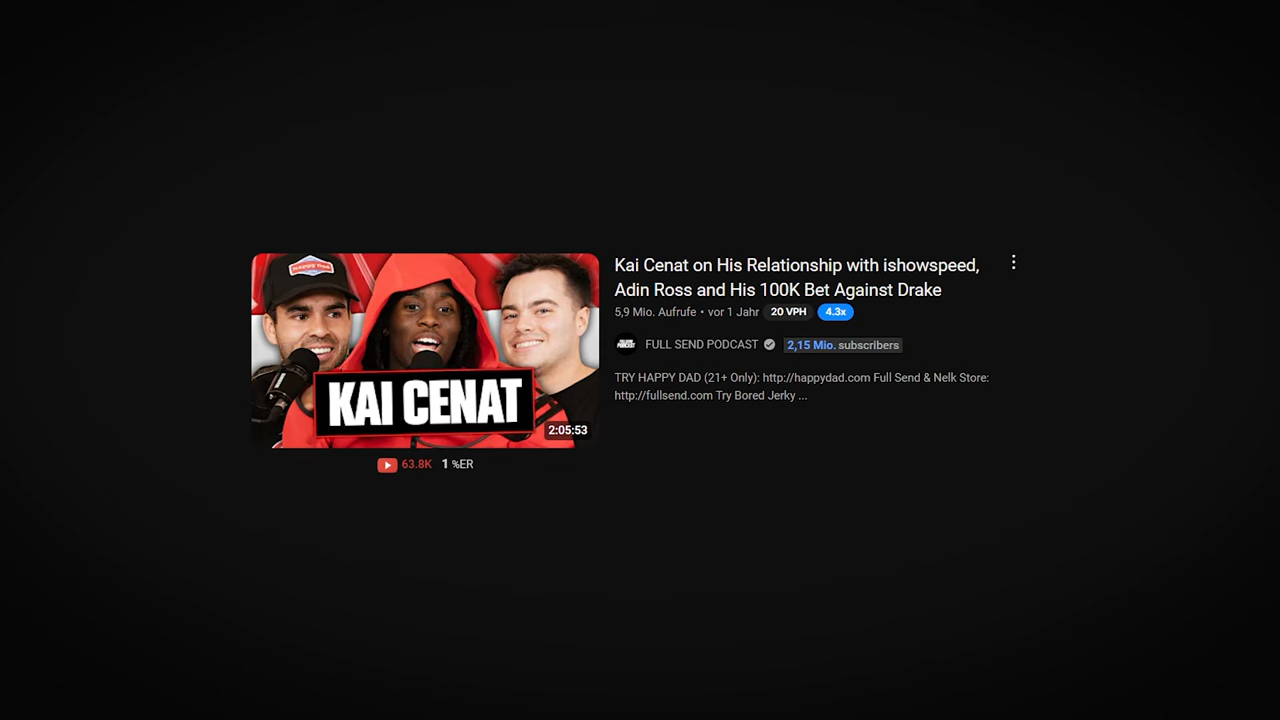 HAPPY DAD
KAI CENAT
2:05:53
63.8K 1 %ER
Kai Cenat on His Relationship with ishowspeed,
Adin Ross and His 100K Bet Against Drake
5,9 Mio. Aufrufe • vor 1 Jahr 20 VPH 4.3x
FULL SEND PODCAST 2,15 Mio. subscribers
TRY HAPPY DAD (21+ Only): http://happydad.com Full Send & Nelk Store:
http://fullsend.com Try Bored Jerky ...